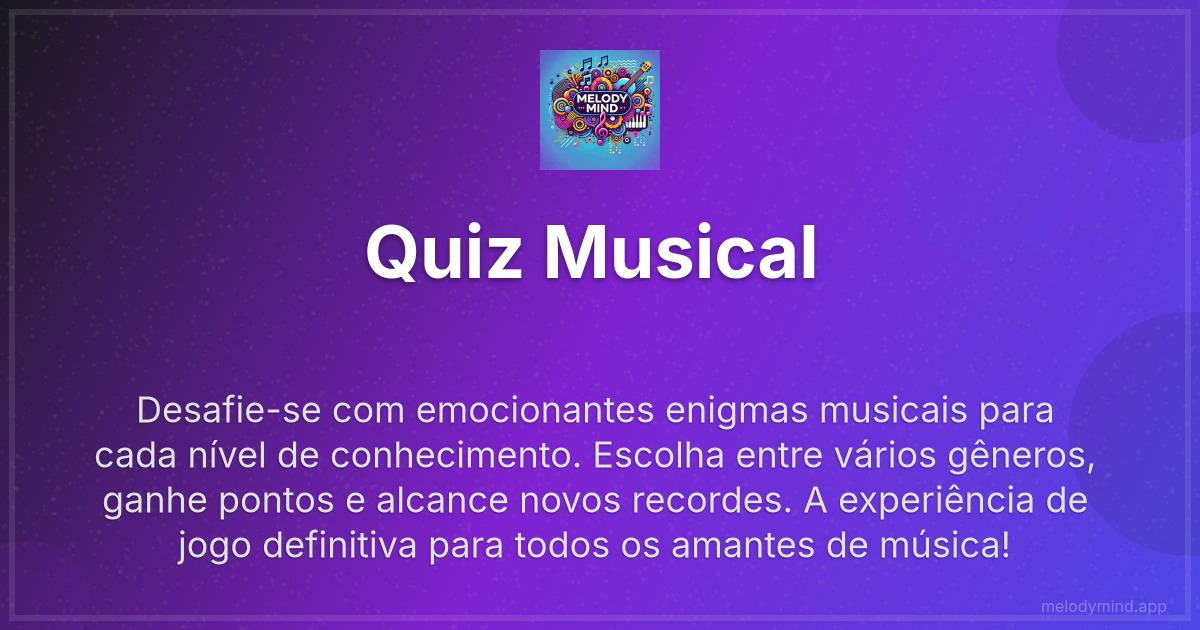 MELODY
MIND
Quiz Musical
Desafie-se com emocionantes enigmas musicais para
cada nível de conhecimento. Escolha entre vários gêneros,
ganhe pontos e alcance novos recordes. A experiência de
jogo definitiva para todos os amantes de música!
melodymind.app